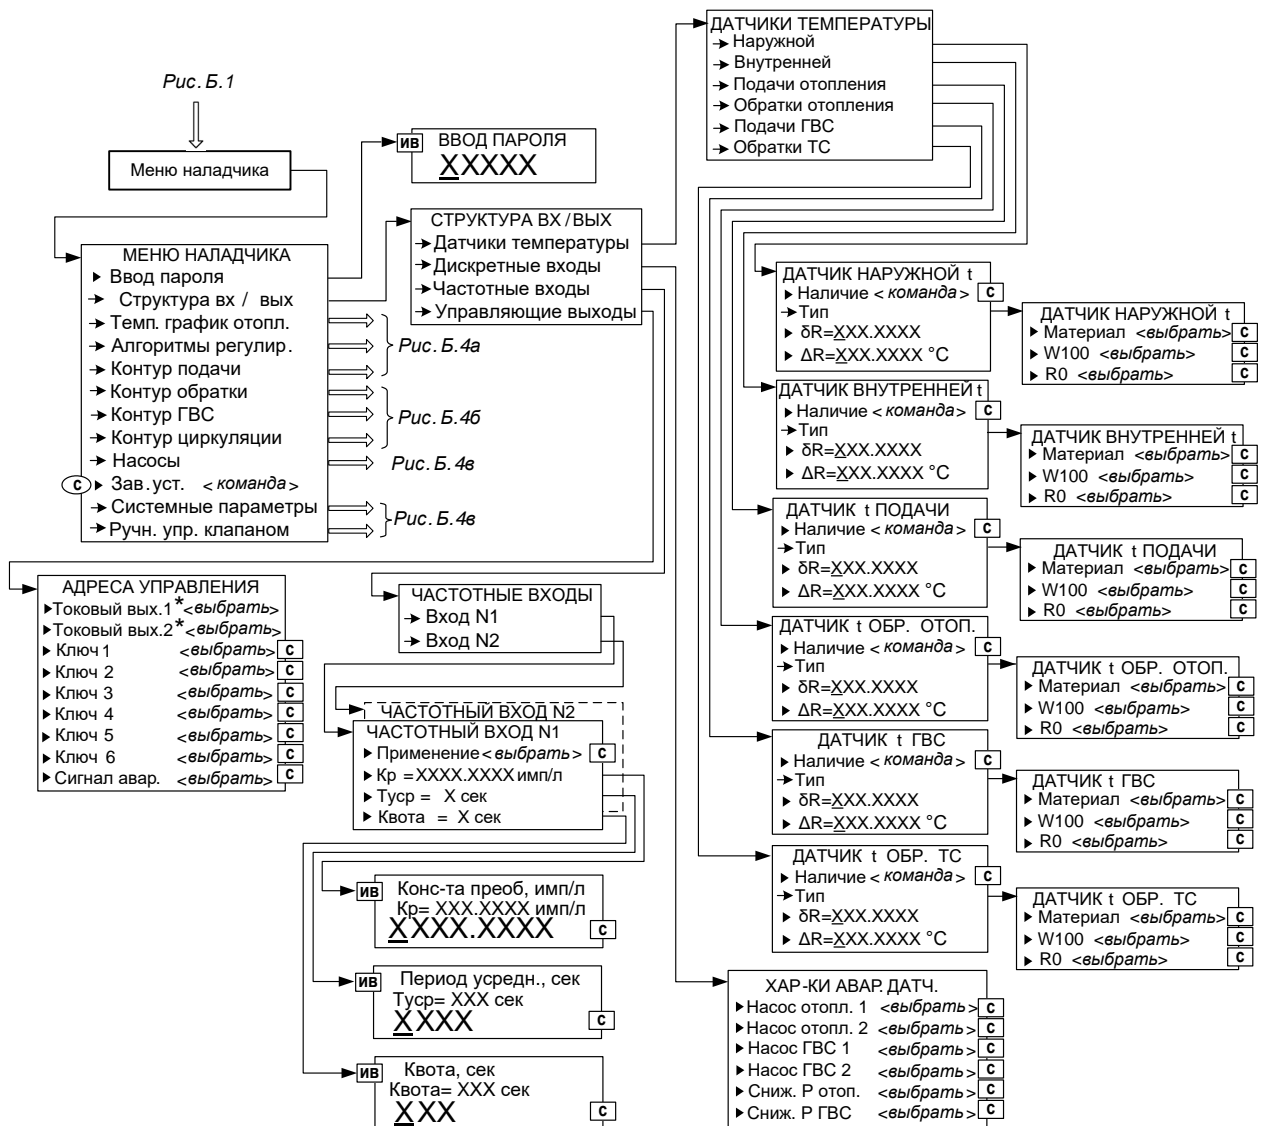 Рис. Б.1
Меню наладчика
ИВ
ВВОД ПАРОЛЯ
XXXXX
МЕНЮ НАЛАДЧИКА
Ввод пароля
Структура вх / вых
Темп. график отопл.
Алгоритмы регулир.
Контур подачи
Контур обратки
Контур ГВС
Контур циркуляции
Насосы
С Зав.уст. <команда>
Системные параметры
Ручн. упр. клапаном
Рис. Б.4а
Рис. Б.4б
Рис. Б.4в
Рис. Б.4в
СТРУКТУРА ВХ /ВЫХ
Датчики температуры
Дискретные входы
Частотные входы
Управляющие выходы
ДАТЧИКИ ТЕМПЕРАТУРЫ
Наружной
Внутренней
Подачи отопления
Обратки отопления
Подачи ГВС
Обратки ТС
ДАТЧИК НАРУЖНОЙ t
Наличие <команда> С
Тип
δR=XXX.XXXX
ΔR=XXX.XXXX °С
ДАТЧИК НАРУЖНОЙ t
Материал <выбрать> С
W100 <выбрать> С
R0 <выбрать> С
ДАТЧИК ВНУТРЕННЕЙ t
Наличие <команда> С
Тип
δR=XXX.XXXX
ΔR=XXX.XXXX °С
ДАТЧИК ВНУТРЕННЕЙ t
Материал <выбрать> С
W100 <выбрать> С
R0 <выбрать> С
ДАТЧИК t ПОДАЧИ
Наличие <команда> С
Тип
δR=XXX.XXXX
ΔR=XXX.XXXX °С
ДАТЧИК t ПОДАЧИ
Материал <выбрать> С
W100 <выбрать> С
R0 <выбрать> С
ДАТЧИК t ОБР. ОТОП.
Наличие <команда> С
Тип
δR=XXX.XXXX
ΔR=XXX.XXXX °С
ДАТЧИК t ОБР. ОТОП.
Материал <выбрать> С
W100 <выбрать> С
R0 <выбрать> С
ДАТЧИК t ГВС
Наличие <команда> С
Тип
δR=XXX.XXXX
ΔR=XXX.XXXX °С
ДАТЧИК t ГВС
Материал <выбрать> С
W100 <выбрать> С
R0 <выбрать> С
ДАТЧИК t ОБР. ТС
Наличие <команда> С
Тип
δR=XXX.XXXX
ΔR=XXX.XXXX °С
ДАТЧИК t ОБР. ТС
Материал <выбрать> С
W100 <выбрать> С
R0 <выбрать> С
АДРЕСА УПРАВЛЕНИЯ
Токовый вых.1*<выбрать>
Токовый вых.2*<выбрать>
Ключ 1 <выбрать> С
Ключ 2 <выбрать> С
Ключ 3 <выбрать> С
Ключ 4 <выбрать> С
Ключ 5 <выбрать> С
Ключ 6 <выбрать> С
Сигнал авар. <выбрать> С
ЧАСТОТНЫЕ ВХОДЫ
Вход N1
Вход N2
ЧАСТОТНЫЙ ВХОД N2
ЧАСТОТНЫЙ ВХОД N1
Применение <выбрать> С
Кр =XXXX.XXXX имп/л
Туср = X сек
Квота = X сек
ИВ
Конс-та преоб, имп/л
Кр= XXX.XXXX имп/л
XXXX.XXXX С
ИВ
Период усредн., сек
Туср= XXX сек
XXXX С
ИВ
Квота, сек
Квота= XXX сек
XXX С
ХАР-КИ АВАР. ДАТЧ.
Насос отопл. 1 <выбрать> С
Насос отопл. 2 <выбрать> С
Насос ГВС 1 <выбрать> С
Насос ГВС 2 <выбрать> С
Сниж. Р отоп. <выбрать> С
Сниж. Р ГВС <выбрать> С